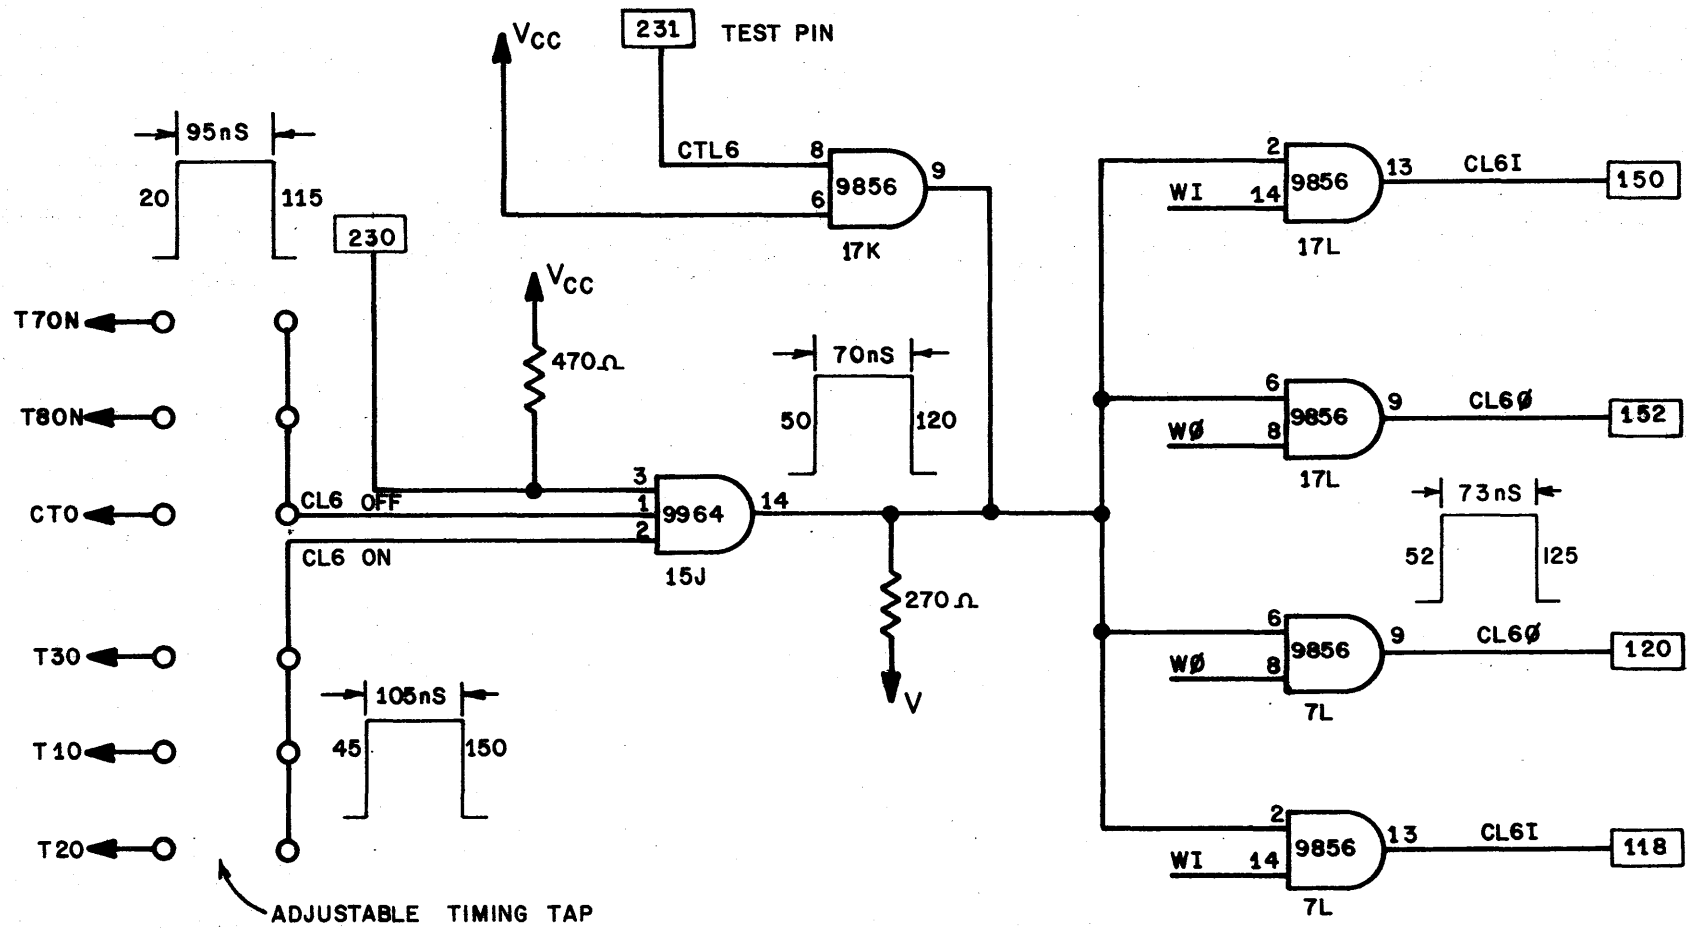 VCC
231 TEST PIN
95nS
20
115
230
CTL6
8
6
9856
9
17K
VCC
470Ω
T70N
T80N
CT0
CL6 OFF
CL6 ON
3
1
2
9964
14
15J
70nS
50
120
270Ω
V
T30
T10
T20
105nS
45
150
ADJUSTABLE TIMING TAP
2
WI 14
9856
13
CL6I
150
17L
6
WØ 8
9856
9
CL6Ø
152
17L
73nS
52
125
6
WØ 8
9856
9
CL6Ø
120
7L
2
WI 14
9856
13
CL6I
118
7L